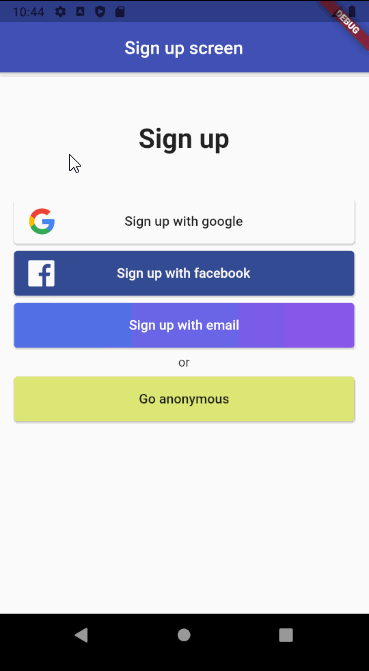 10:44
DEBUG
Sign up screen
Sign up
Sign up with google
Sign up with facebook
Sign up with email
or
Go anonymous